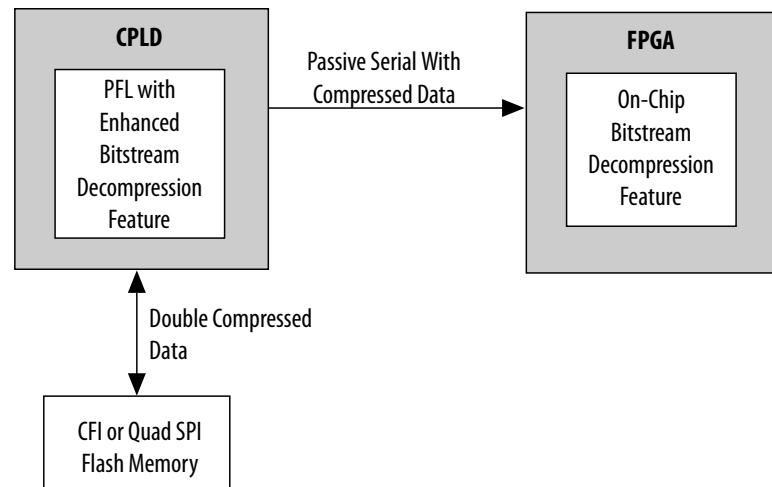 CPLD
PFL with
Enhanced
Bitstream
Decompression
Feature
Passive Serial With
Compressed Data
FPGA
On-Chip
Bitstream
Decompression
Feature
Double Compressed
Data
CFI or Quad SPI
Flash Memory